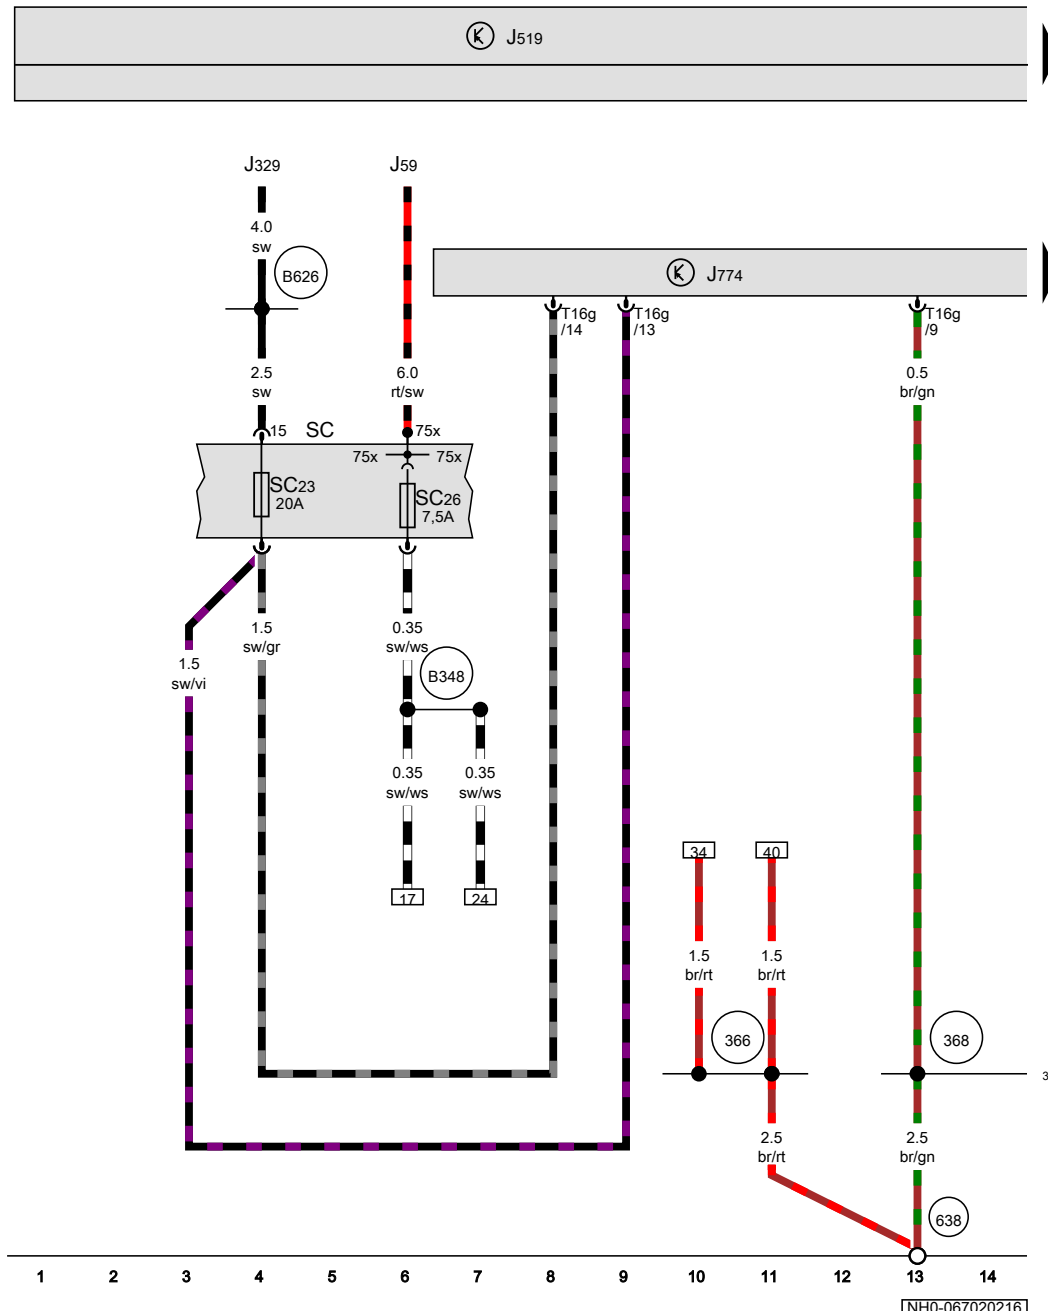 J519
J329
J59
4.0
sw
B626
J774
T16g
/14
T16g
/13
T16g
/9
2.5
sw
6.0
rt/sw
0.5
br/gn
15
SC
75x
75x
75x
SC23
20A
SC26
7,5A
1.5
sw/gr
0.35
sw/ws
1.5
sw/vi
B348
0.35
sw/ws
0.35
sw/ws
34
40
17
24
1.5
br/rt
1.5
br/rt
366
368
3
2.5
br/rt
2.5
br/gn
638
1 2 3 4 5 6 7 8 9 10 11 12 13 14
NH0-067020216